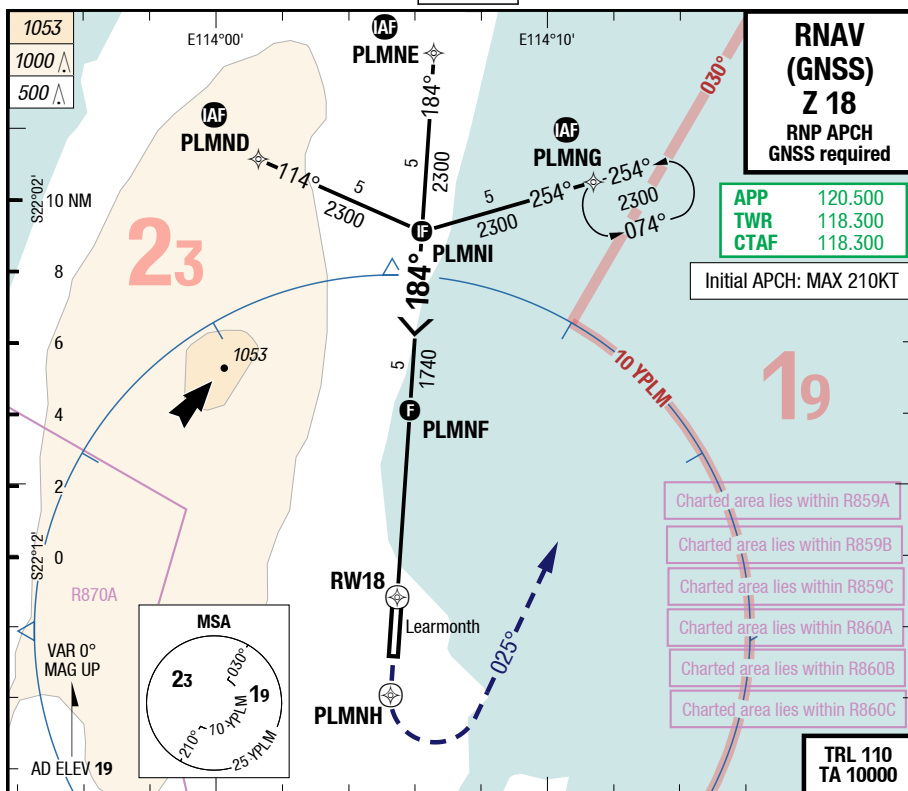 1053
1000
500
E114°00'
IAF
PLMNE
E114°10'
RNAV
(GNSS)
Z 18
RNP APCH
GNSS required
030°
184°
IAF
PLMND
IAF
PLMNG
5
2300
114°
5
2300
5
2300
254°
254°
2300
074°
APP 120.500
TWR 118.300
CTAF 118.300
S22°02'
10 NM
IF
PLMNI
23
184°
8
Initial APCH: MAX 210KT
6
1053
5
1740
10 YPLM
19
4
F
PLMNF
2
Charted area lies within R859A
Charted area lies within R859B
S22°12'
0
RW18
Charted area lies within R859C
R870A
Learmonth
Charted area lies within R860A
MSA
VAR 0°
MAG UP
23
030°
19
025°
Charted area lies within R860B
PLMNH
Charted area lies within R860C
210°
10 YPLM
25 YPLM
AD ELEV 19
TRL 110
TA 10000